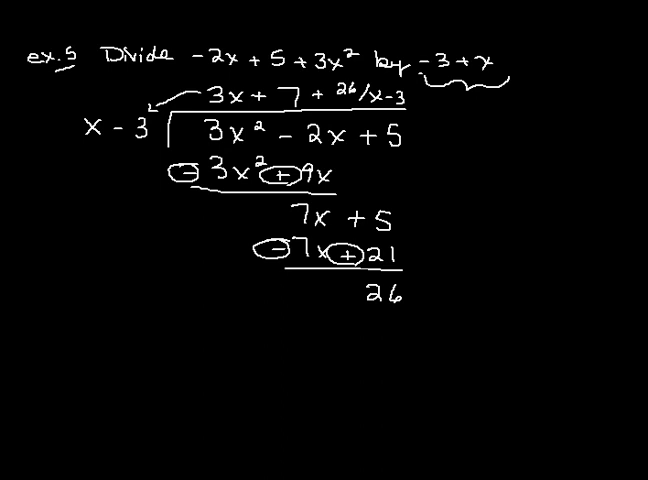 ex.5 Divide -2x + 5 + 3x² by -3 + x
3x + 7 + 26/x-3
x - 3 3x² - 2x + 5
- 3x² + 9x
7x + 5
- 7x + 21
26